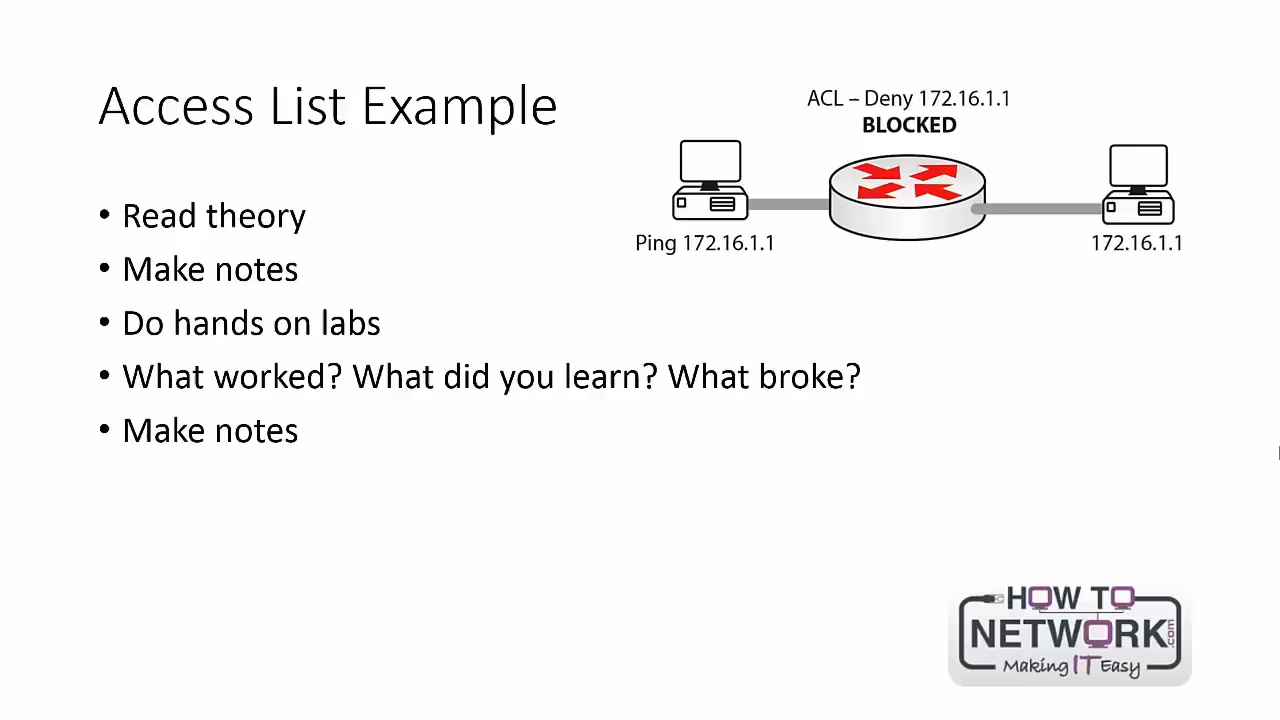 Access List Example
ACL – Deny 172.16.1.1
BLOCKED
Ping 172.16.1.1
172.16.1.1
• Read theory
• Make notes
• Do hands on labs
• What worked? What did you learn? What broke?
• Make notes
HOW TO
NETWORK.com
Making IT Easy